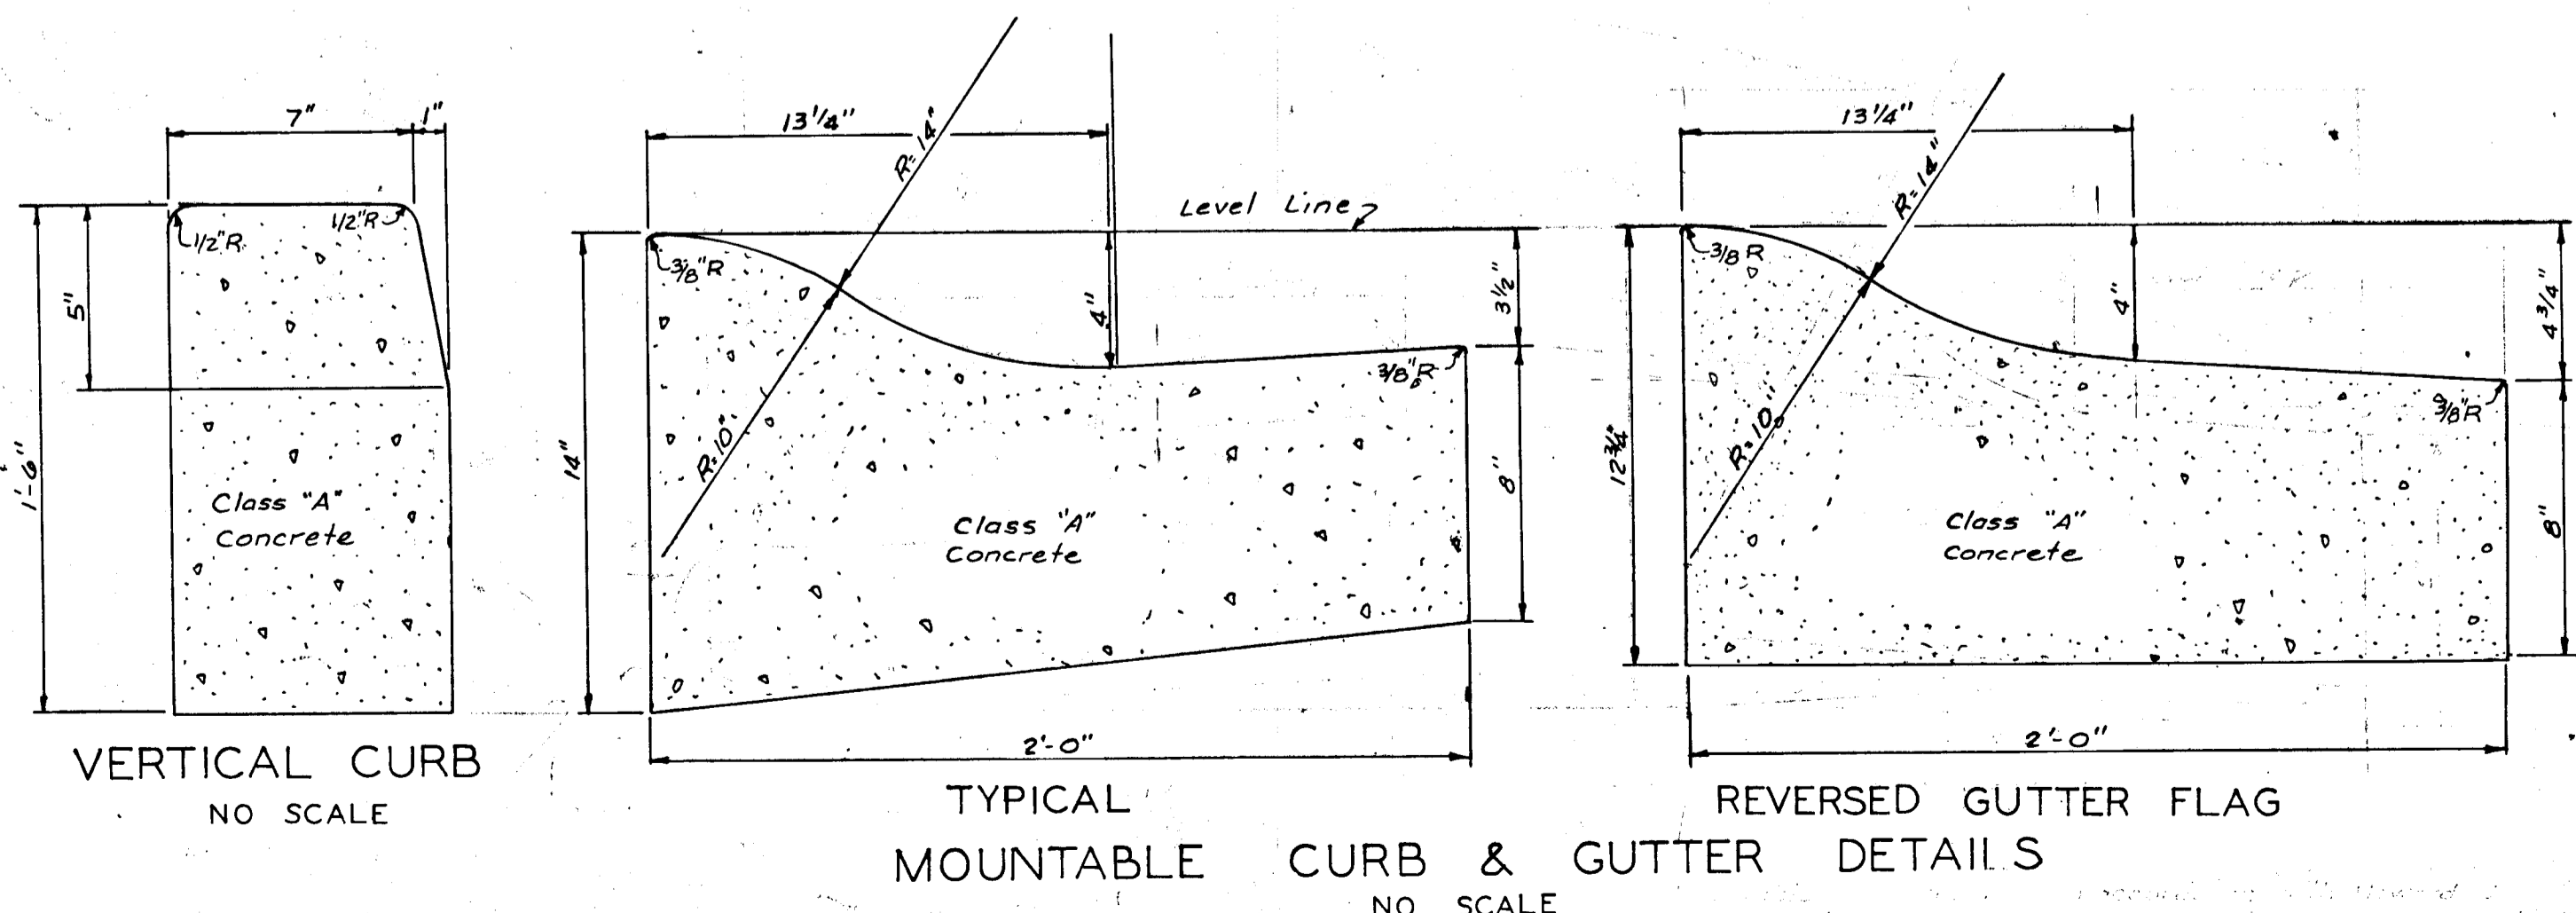 7"
1"
1/2"R
1/2"R
5"
1'-6"
Class "A"
Concrete
VERTICAL CURB
NO SCALE
13 1/4"
R=14"
Level Line
3/8"R
4"
3 1/2"
3/8"R
R=10"
14"
8"
Class "A"
Concrete
2'-0"
TYPICAL
13 1/4"
R=14"
3/8 R
4"
4 3/4"
3/8"R
R=10"
12 3/4"
8"
Class "A"
Concrete
2'-0"
REVERSED GUTTER FLAG
MOUNTABLE CURB & GUTTER DETAILS
NO SCALE